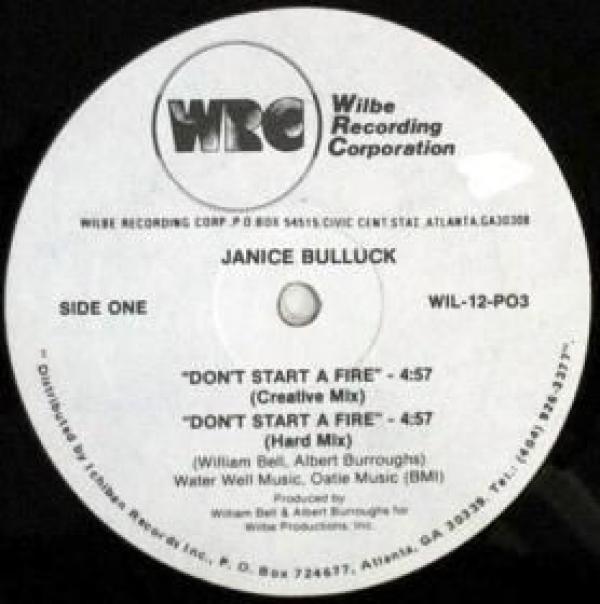 WRC
Wilbe
Recording
Corporation
WILBE RECORDING CORP. P.O. BOX 54515 CIVIC CENT. STA'Z ATLANTA, GA 30308
JANICE BULLUCK
SIDE ONE
WIL-12-PO3
"DON'T START A FIRE" - 4:57
(Creative Mix)
"DON'T START A FIRE" - 4:57
(Hard Mix)
(William Bell, Albert Burroughs)
Water Well Music, Oatie Music (BMI)
Produced by
William Bell & Albert Burroughs for
Wilbe Productions, Inc.
"Distributed by Ichiban Records Inc., P. O. Box 724677, Atlanta, GA 30339. Tel.: (404) 926-3377".